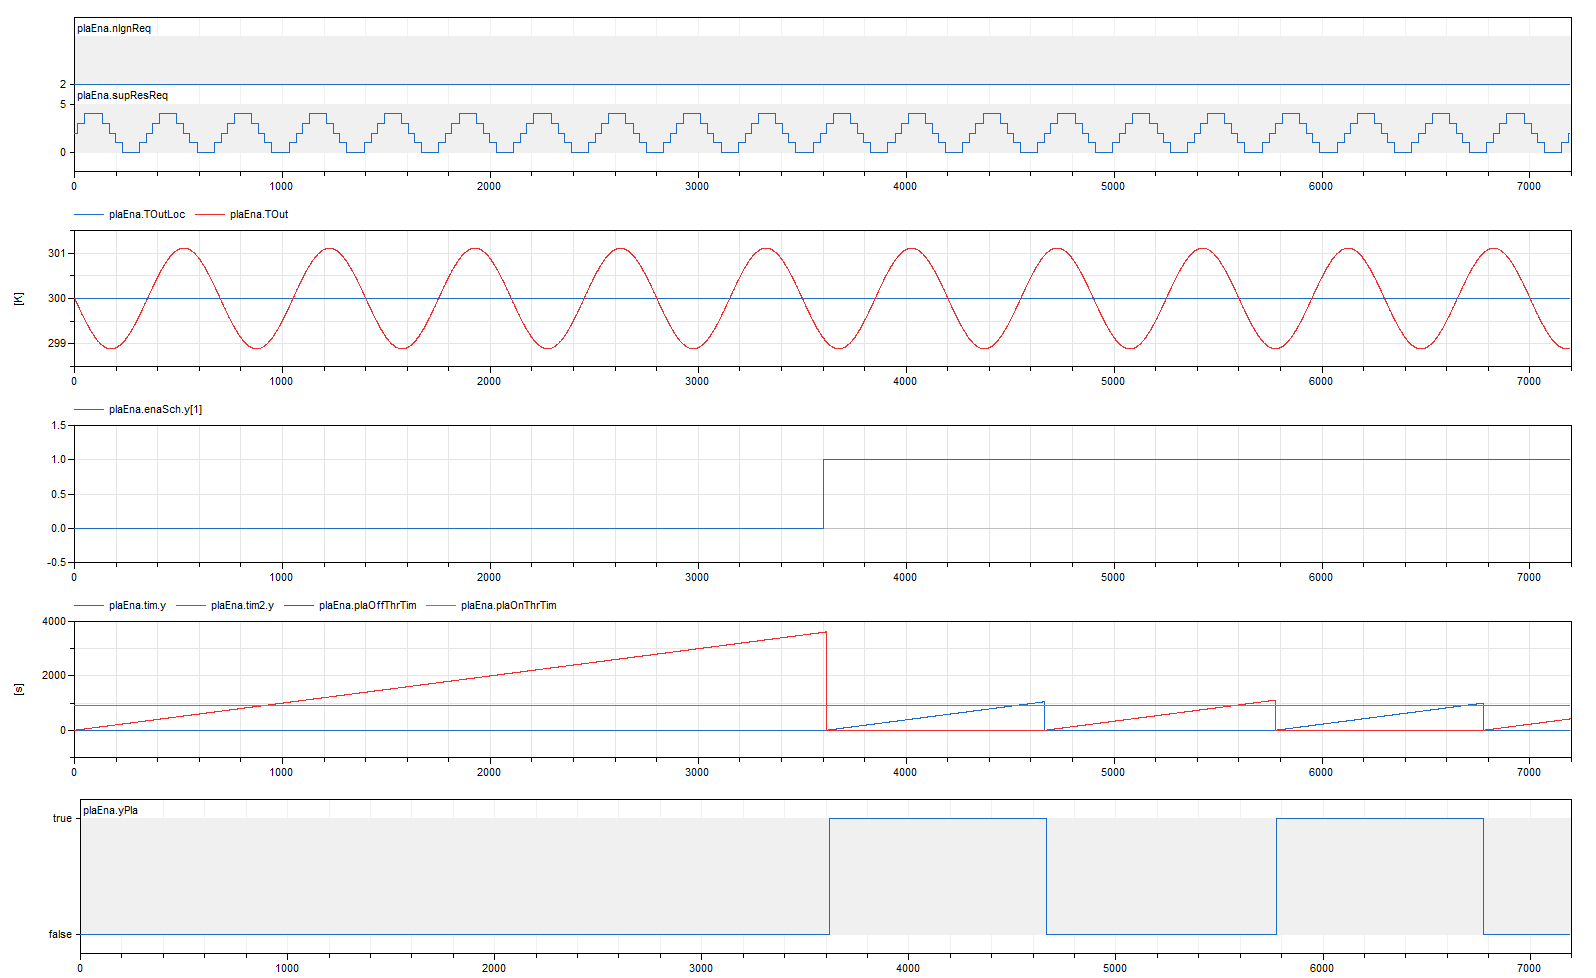 plaEna.nIgnReq
2
plaEna.supResReq
5
0
0 1000 2000 3000 4000 5000 6000 7000
plaEna.TOutLoc plaEna.TOut
301
300
299
[K]
0 1000 2000 3000 4000 5000 6000 7000
plaEna.enaSch.y[1]
1.5
1.0
0.5
0.0
-0.5
0 1000 2000 3000 4000 5000 6000 7000
plaEna.tim.y plaEna.tim2.y plaEna.plaOffThrTim plaEna.plaOnThrTim
4000
2000
0
[s]
0 1000 2000 3000 4000 5000 6000 7000
plaEna.yPla
true
false
0 1000 2000 3000 4000 5000 6000 7000